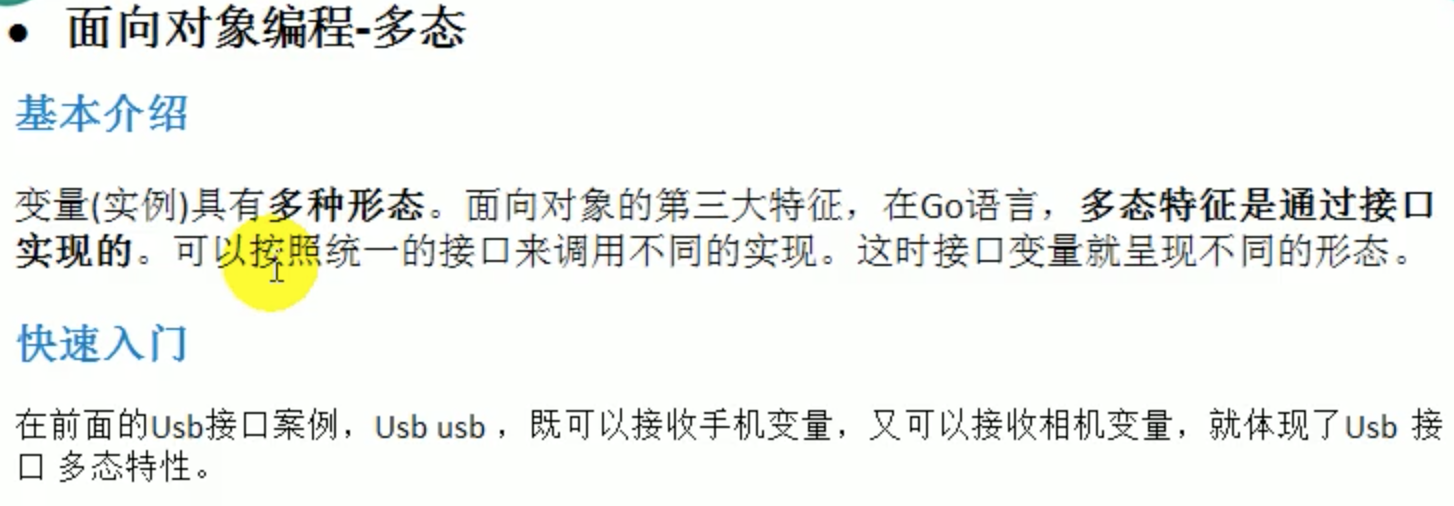 • 面向对象编程-多态
基本介绍
变量(实例)具有多种形态。面向对象的第三大特征，在Go语言，多态特征是通过接口
实现的。可以按照统一的接口来调用不同的实现。这时接口变量就呈现不同的形态。
快速入门
在前面的Usb接口案例，Usb usb ，既可以接收手机变量，又可以接收相机变量，就体现了Usb 接
口 多态特性。